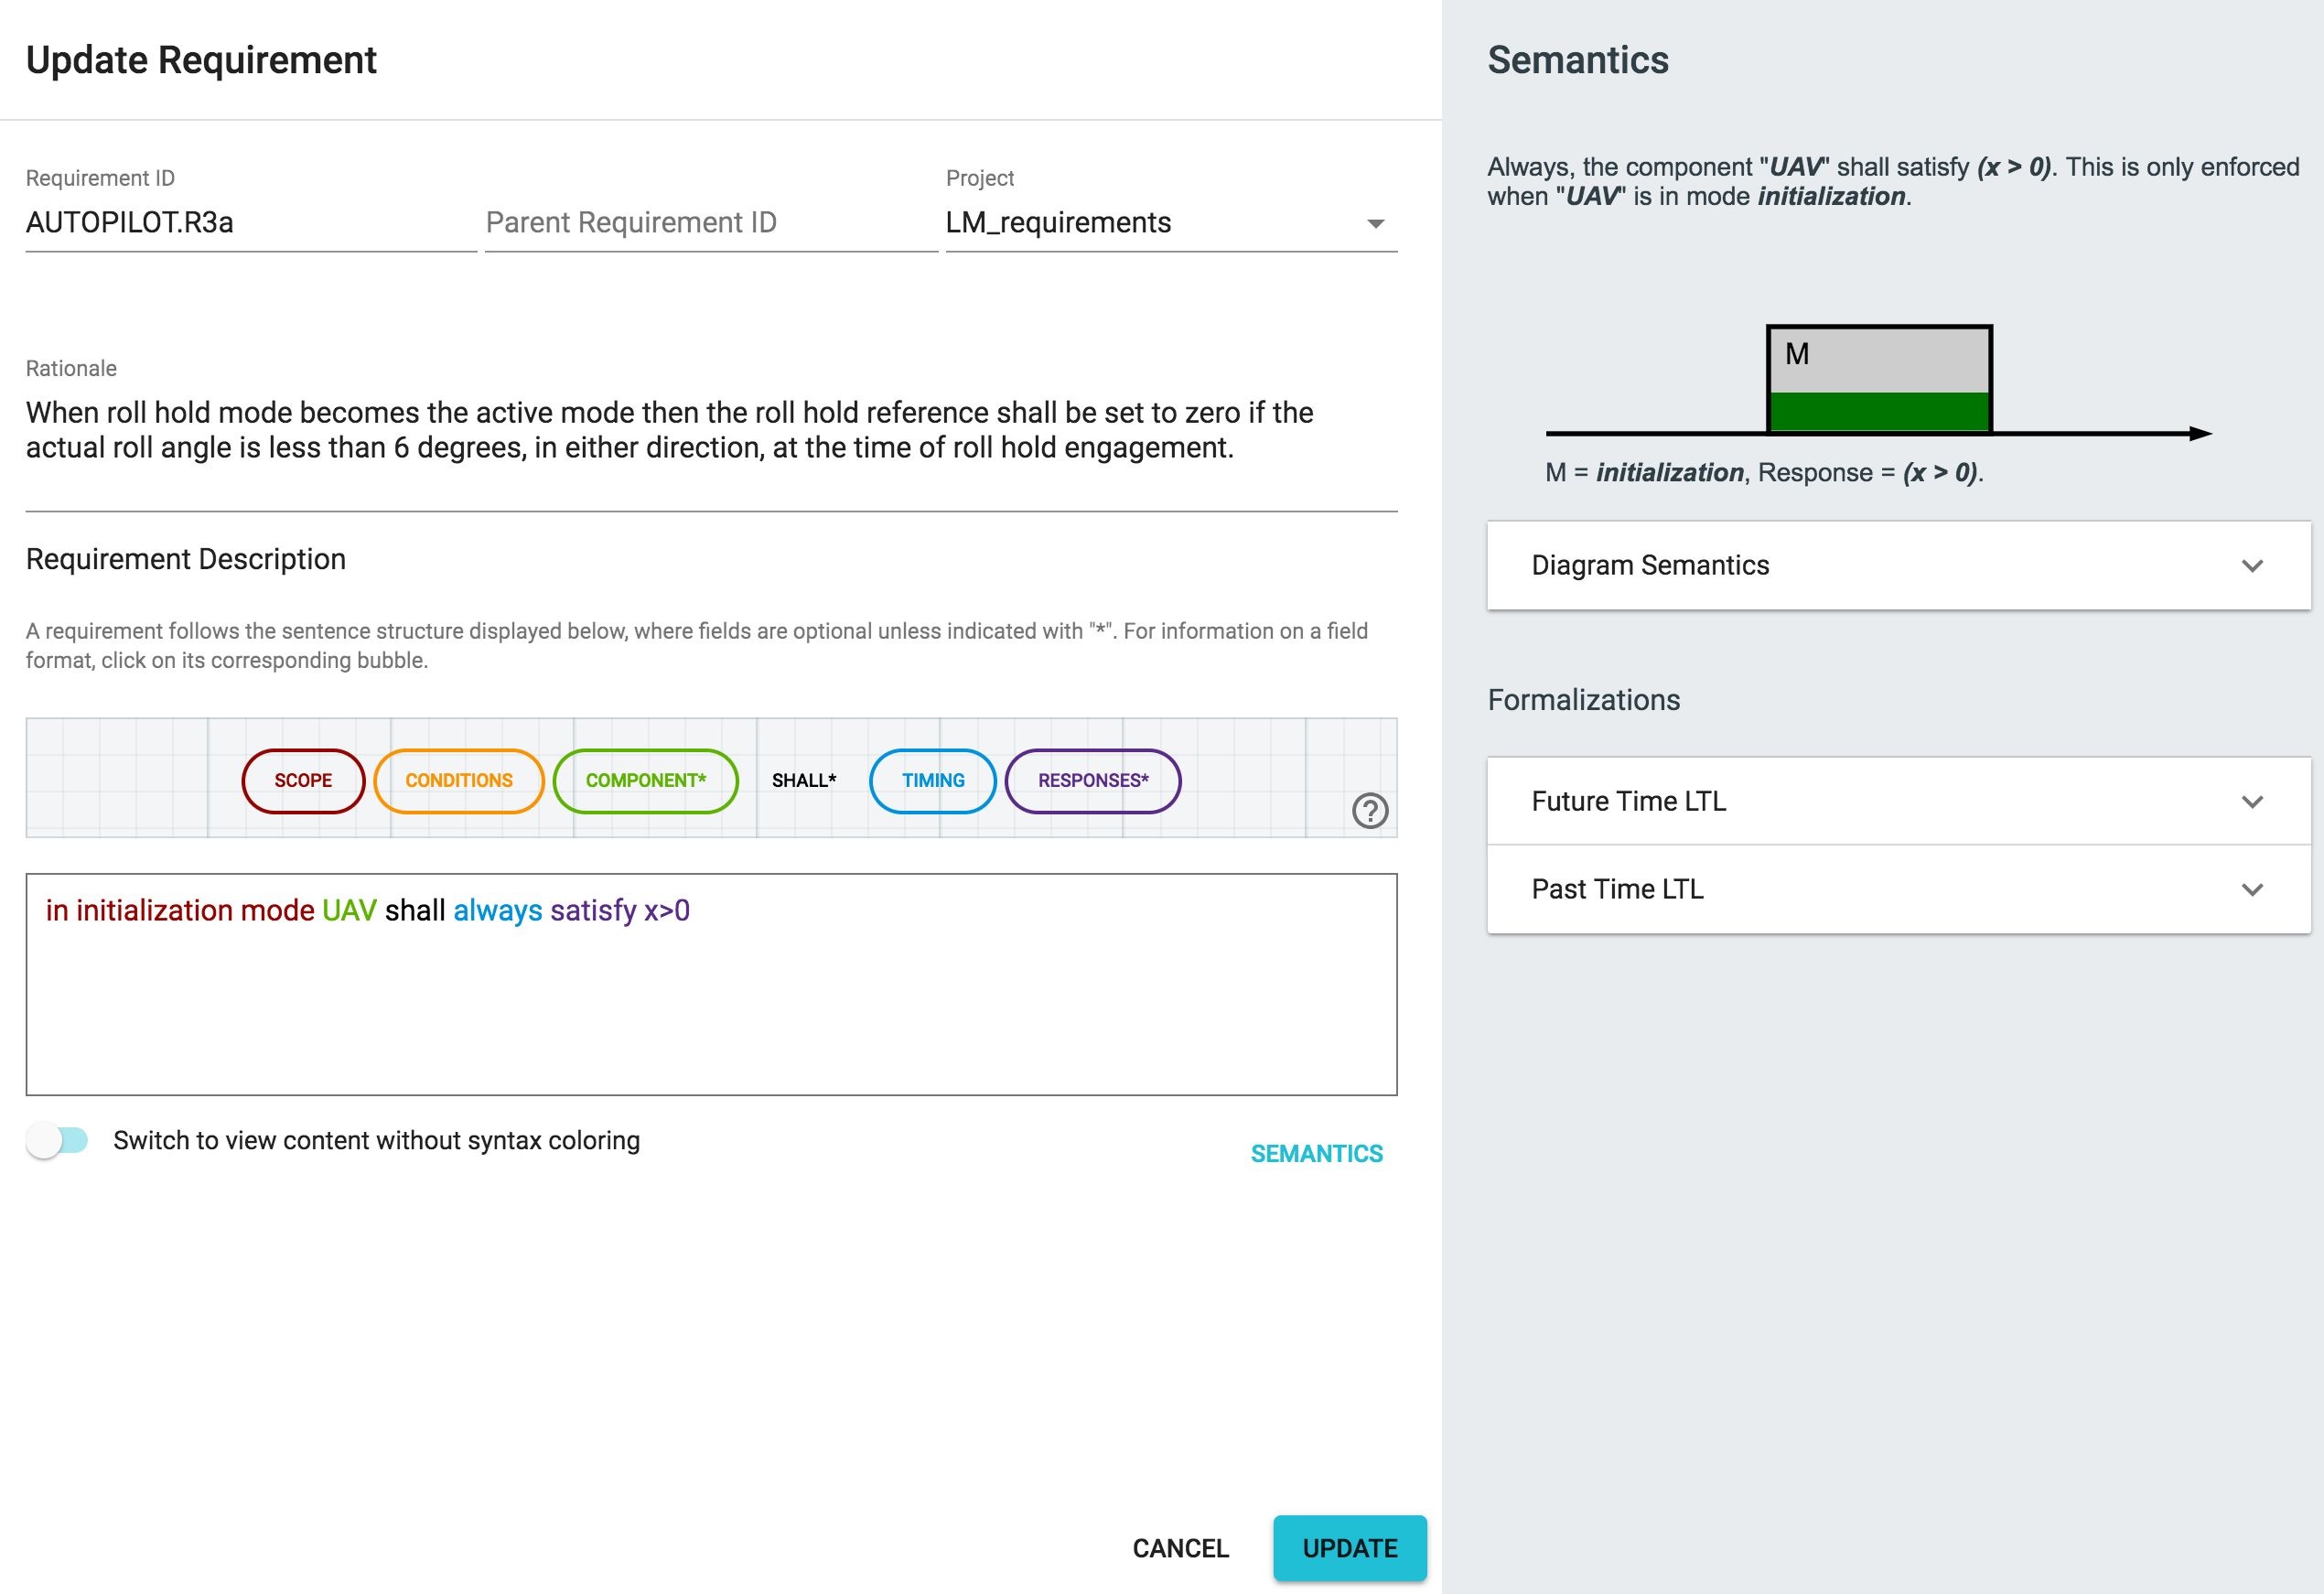 Update Requirement
Requirement ID
AUTOPILOT.R3a
Parent Requirement ID
Project
LM_requirements
Rationale
When roll hold mode becomes the active mode then the roll hold reference shall be set to zero if the
actual roll angle is less than 6 degrees, in either direction, at the time of roll hold engagement.
Requirement Description
A requirement follows the sentence structure displayed below, where fields are optional unless indicated with "*". For information on a field
format, click on its corresponding bubble.
SCOPE CONDITIONS COMPONENT* SHALL* TIMING RESPONSES*
?
in initialization mode UAV shall always satisfy x>0
Switch to view content without syntax coloring
SEMANTICS
CANCEL UPDATE
Semantics
Always, the component "UAV" shall satisfy (x > 0). This is only enforced
when "UAV" is in mode initialization.
M
M = initialization, Response = (x > 0).
Diagram Semantics
Formalizations
Future Time LTL
Past Time LTL